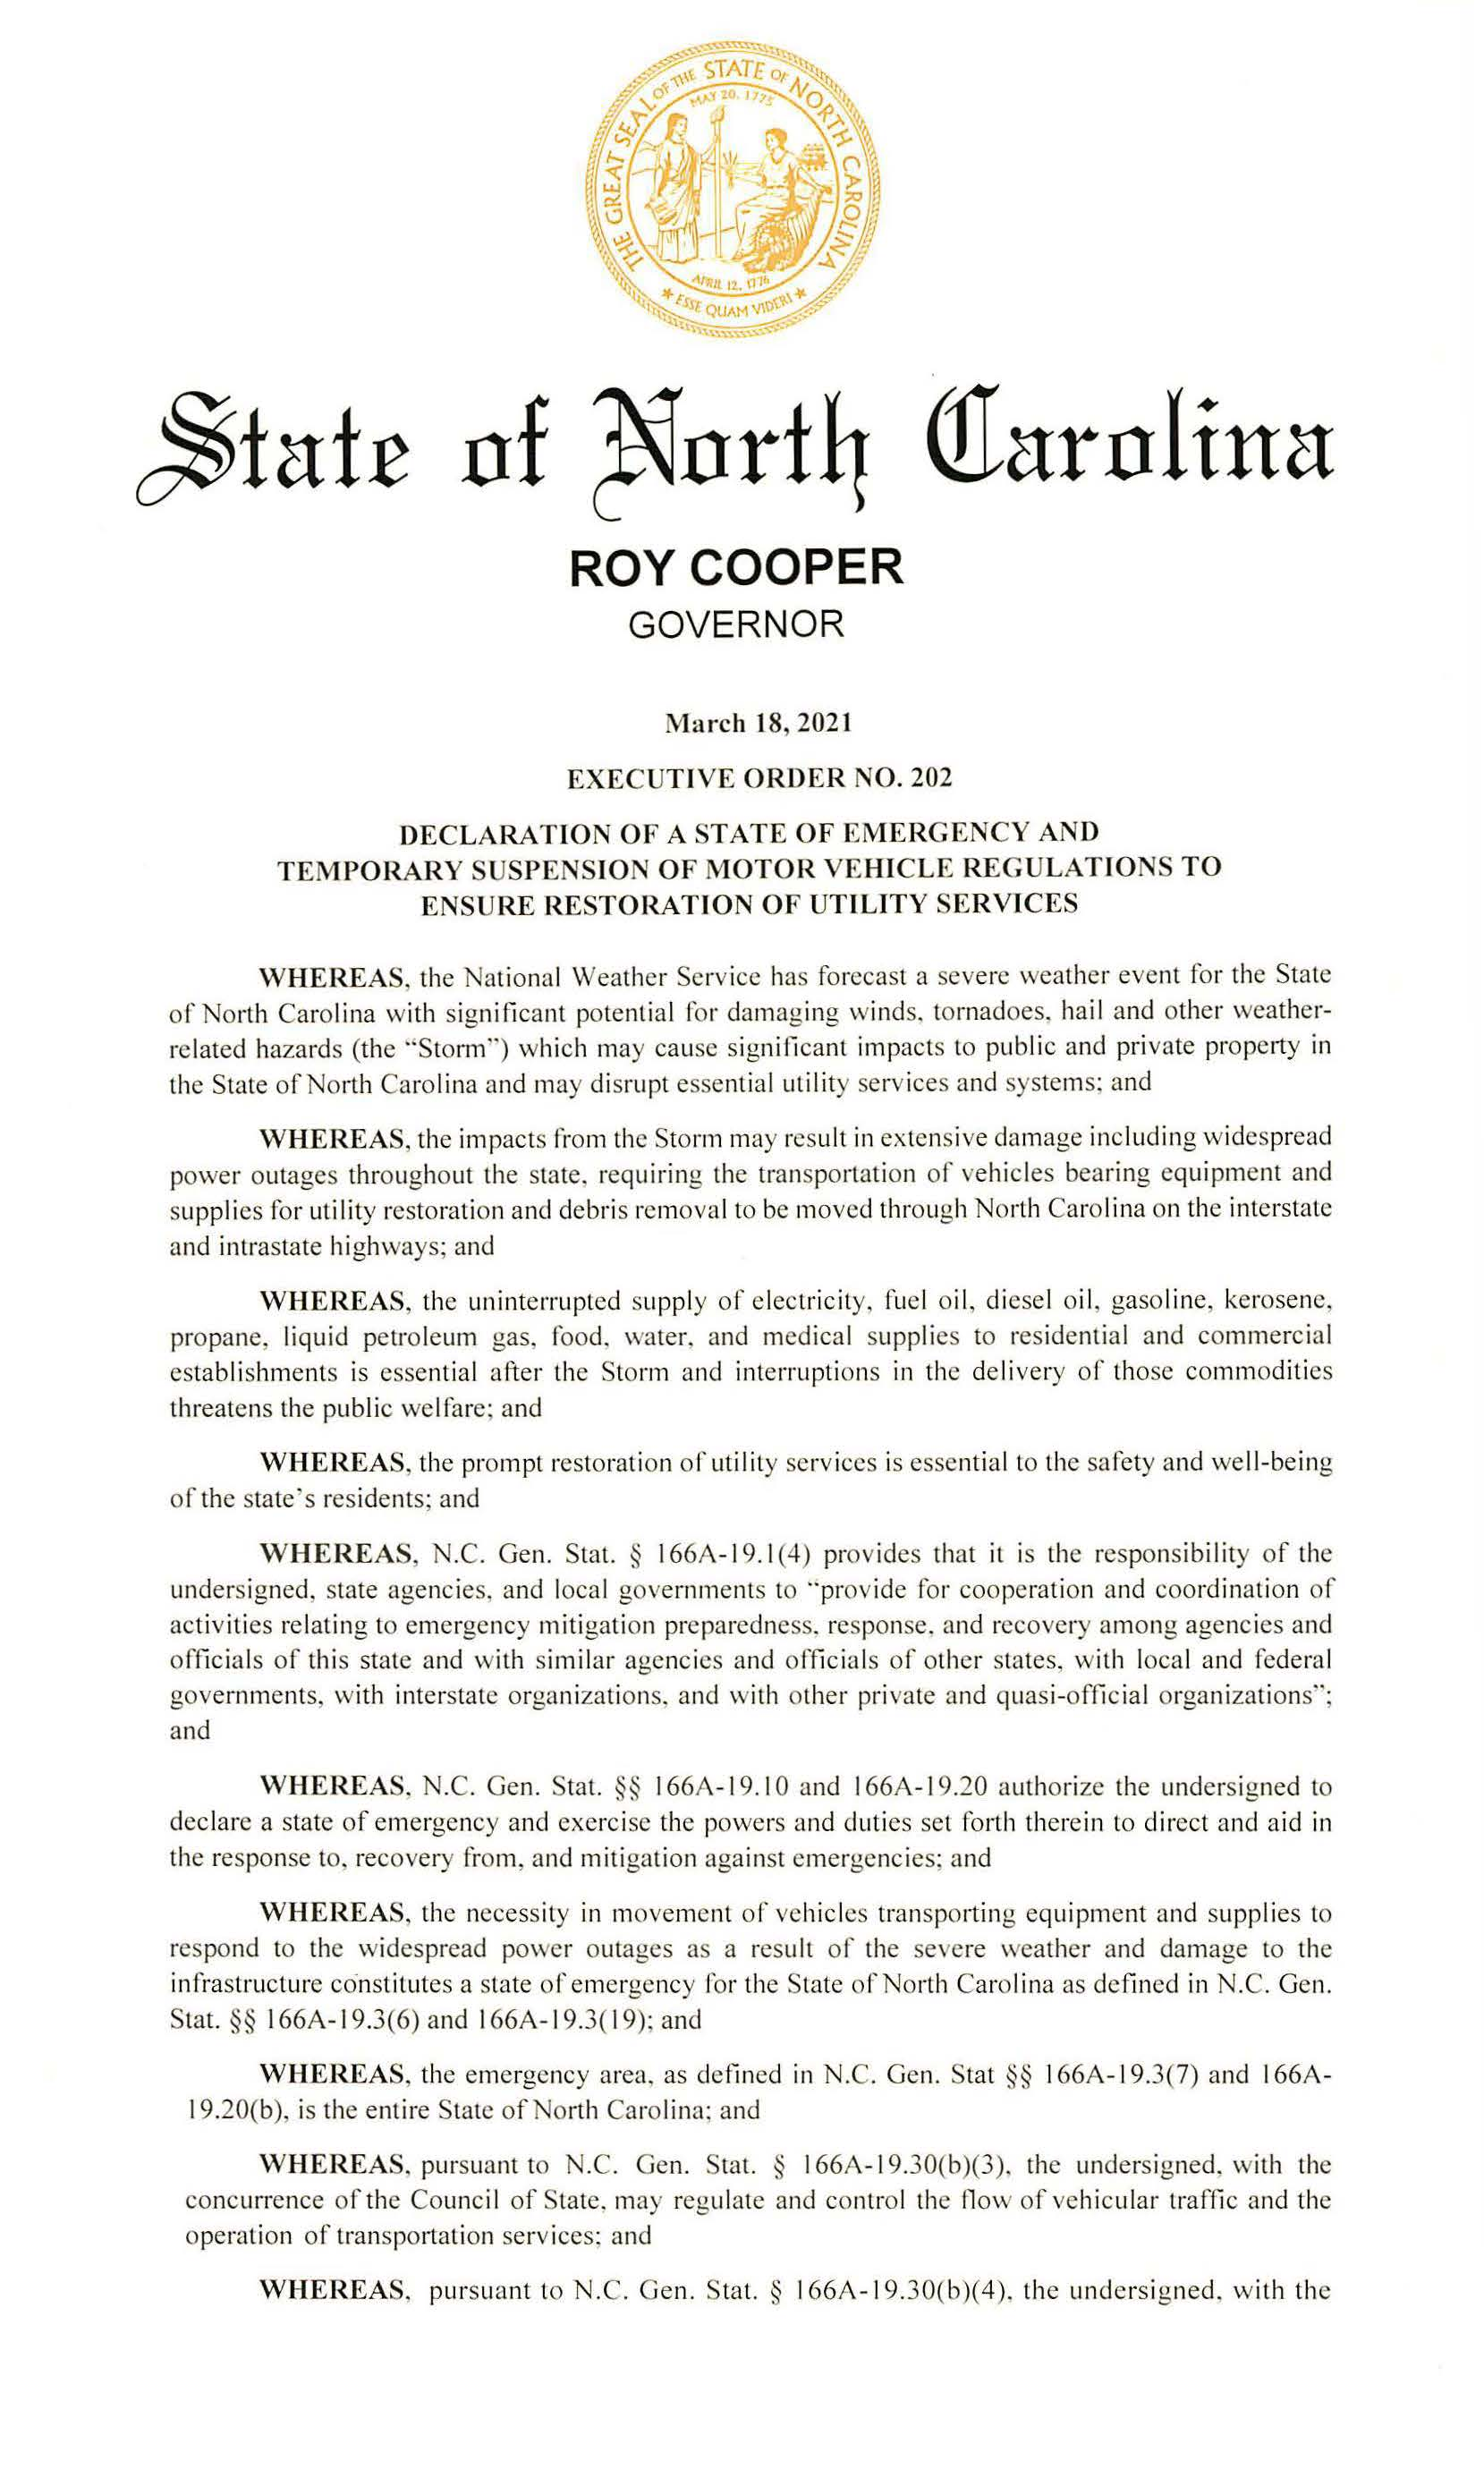 THE GREAT SEAL OF THE STATE OF NORTH CAROLINA
MAY 20, 1775
APRIL 12, 1776
★ ESSE QUAM VIDERI ★
State of North Carolina
ROY COOPER
GOVERNOR
March 18, 2021
EXECUTIVE ORDER NO. 202
DECLARATION OF A STATE OF EMERGENCY AND
TEMPORARY SUSPENSION OF MOTOR VEHICLE REGULATIONS TO
ENSURE RESTORATION OF UTILITY SERVICES
WHEREAS, the National Weather Service has forecast a severe weather event for the State
of North Carolina with significant potential for damaging winds, tornadoes, hail and other weather-
related hazards (the “Storm”) which may cause significant impacts to public and private property in
the State of North Carolina and may disrupt essential utility services and systems; and
WHEREAS, the impacts from the Storm may result in extensive damage including widespread
power outages throughout the state, requiring the transportation of vehicles bearing equipment and
supplies for utility restoration and debris removal to be moved through North Carolina on the interstate
and intrastate highways; and
WHEREAS, the uninterrupted supply of electricity, fuel oil, diesel oil, gasoline, kerosene,
propane, liquid petroleum gas, food, water, and medical supplies to residential and commercial
establishments is essential after the Storm and interruptions in the delivery of those commodities
threatens the public welfare; and
WHEREAS, the prompt restoration of utility services is essential to the safety and well-being
of the state's residents; and
WHEREAS, N.C. Gen. Stat. § 166A-19.1(4) provides that it is the responsibility of the
undersigned, state agencies, and local governments to “provide for cooperation and coordination of
activities relating to emergency mitigation preparedness, response, and recovery among agencies and
officials of this state and with similar agencies and officials of other states, with local and federal
governments, with interstate organizations, and with other private and quasi-official organizations”;
and
WHEREAS, N.C. Gen. Stat. §§ 166A-19.10 and 166A-19.20 authorize the undersigned to
declare a state of emergency and exercise the powers and duties set forth therein to direct and aid in
the response to, recovery from, and mitigation against emergencies; and
WHEREAS, the necessity in movement of vehicles transporting equipment and supplies to
respond to the widespread power outages as a result of the severe weather and damage to the
infrastructure constitutes a state of emergency for the State of North Carolina as defined in N.C. Gen.
Stat. §§ 166A-19.3(6) and 166A-19.3(19); and
WHEREAS, the emergency area, as defined in N.C. Gen. Stat §§ 166A-19.3(7) and 166A-
19.20(b), is the entire State of North Carolina; and
WHEREAS, pursuant to N.C. Gen. Stat. § 166A-19.30(b)(3), the undersigned, with the
concurrence of the Council of State, may regulate and control the flow of vehicular traffic and the
operation of transportation services; and
WHEREAS, pursuant to N.C. Gen. Stat. § 166A-19.30(b)(4), the undersigned, with the